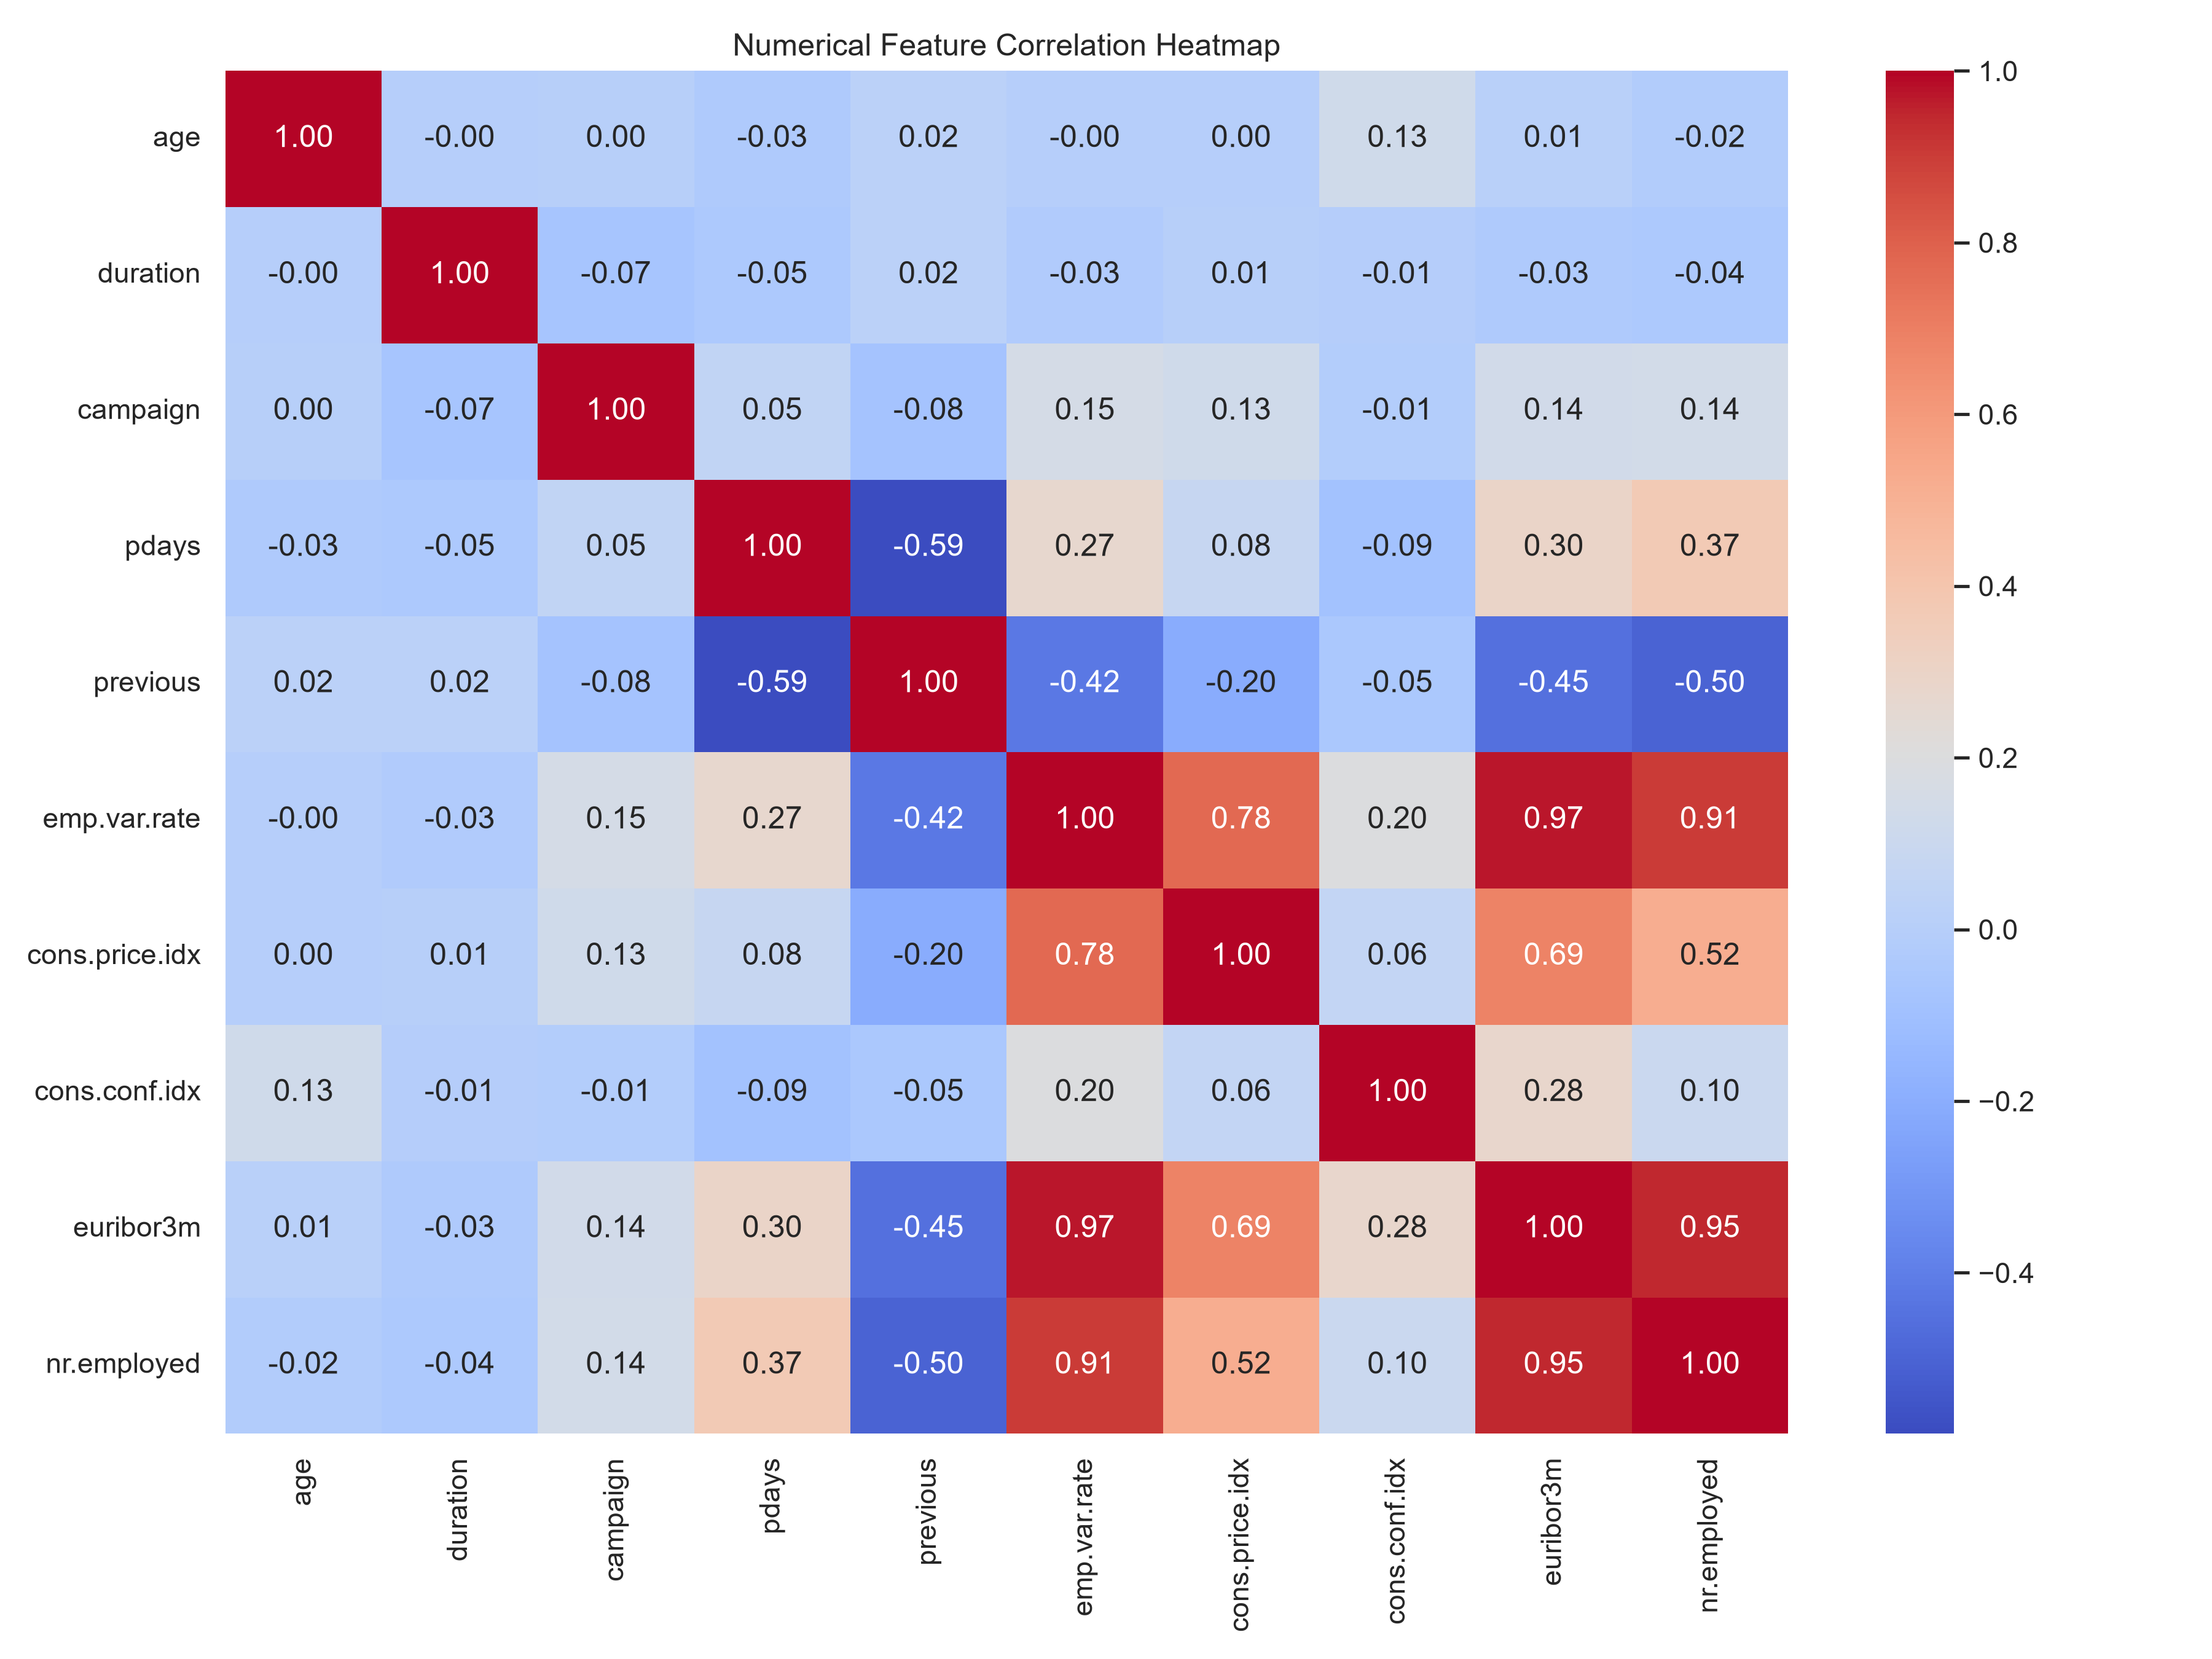 Numerical Feature Correlation Heatmap
age 1.00 -0.00 0.00 -0.03 0.02 -0.00 0.00 0.13 0.01 -0.02
duration -0.00 1.00 -0.07 -0.05 0.02 -0.03 0.01 -0.01 -0.03 -0.04
campaign 0.00 -0.07 1.00 0.05 -0.08 0.15 0.13 -0.01 0.14 0.14
pdays -0.03 -0.05 0.05 1.00 -0.59 0.27 0.08 -0.09 0.30 0.37
previous 0.02 0.02 -0.08 -0.59 1.00 -0.42 -0.20 -0.05 -0.45 -0.50
emp.var.rate -0.00 -0.03 0.15 0.27 -0.42 1.00 0.78 0.20 0.97 0.91
cons.price.idx 0.00 0.01 0.13 0.08 -0.20 0.78 1.00 0.06 0.69 0.52
cons.conf.idx 0.13 -0.01 -0.01 -0.09 -0.05 0.20 0.06 1.00 0.28 0.10
euribor3m 0.01 -0.03 0.14 0.30 -0.45 0.97 0.69 0.28 1.00 0.95
nr.employed -0.02 -0.04 0.14 0.37 -0.50 0.91 0.52 0.10 0.95 1.00
age duration campaign pdays previous emp.var.rate cons.price.idx cons.conf.idx euribor3m nr.employed
1.0
0.8
0.6
0.4
0.2
0.0
−0.2
−0.4